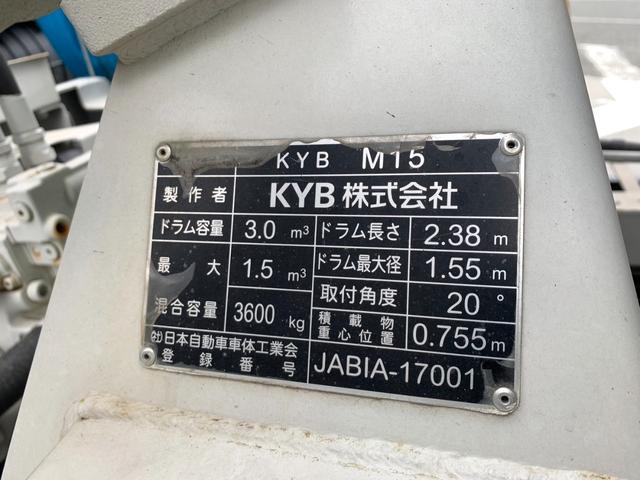 KYB M15
製作者 KYB株式会社
ドラム容量 3.0 m³ ドラム長さ 2.38 m
最大 1.5 m³ ドラム最大径 1.55 m
混合容量 3600 kg 取付角度 20°
積載物重心位置 0.755 m
(社)日本自動車車体工業会
登録番号 JABIA-17001